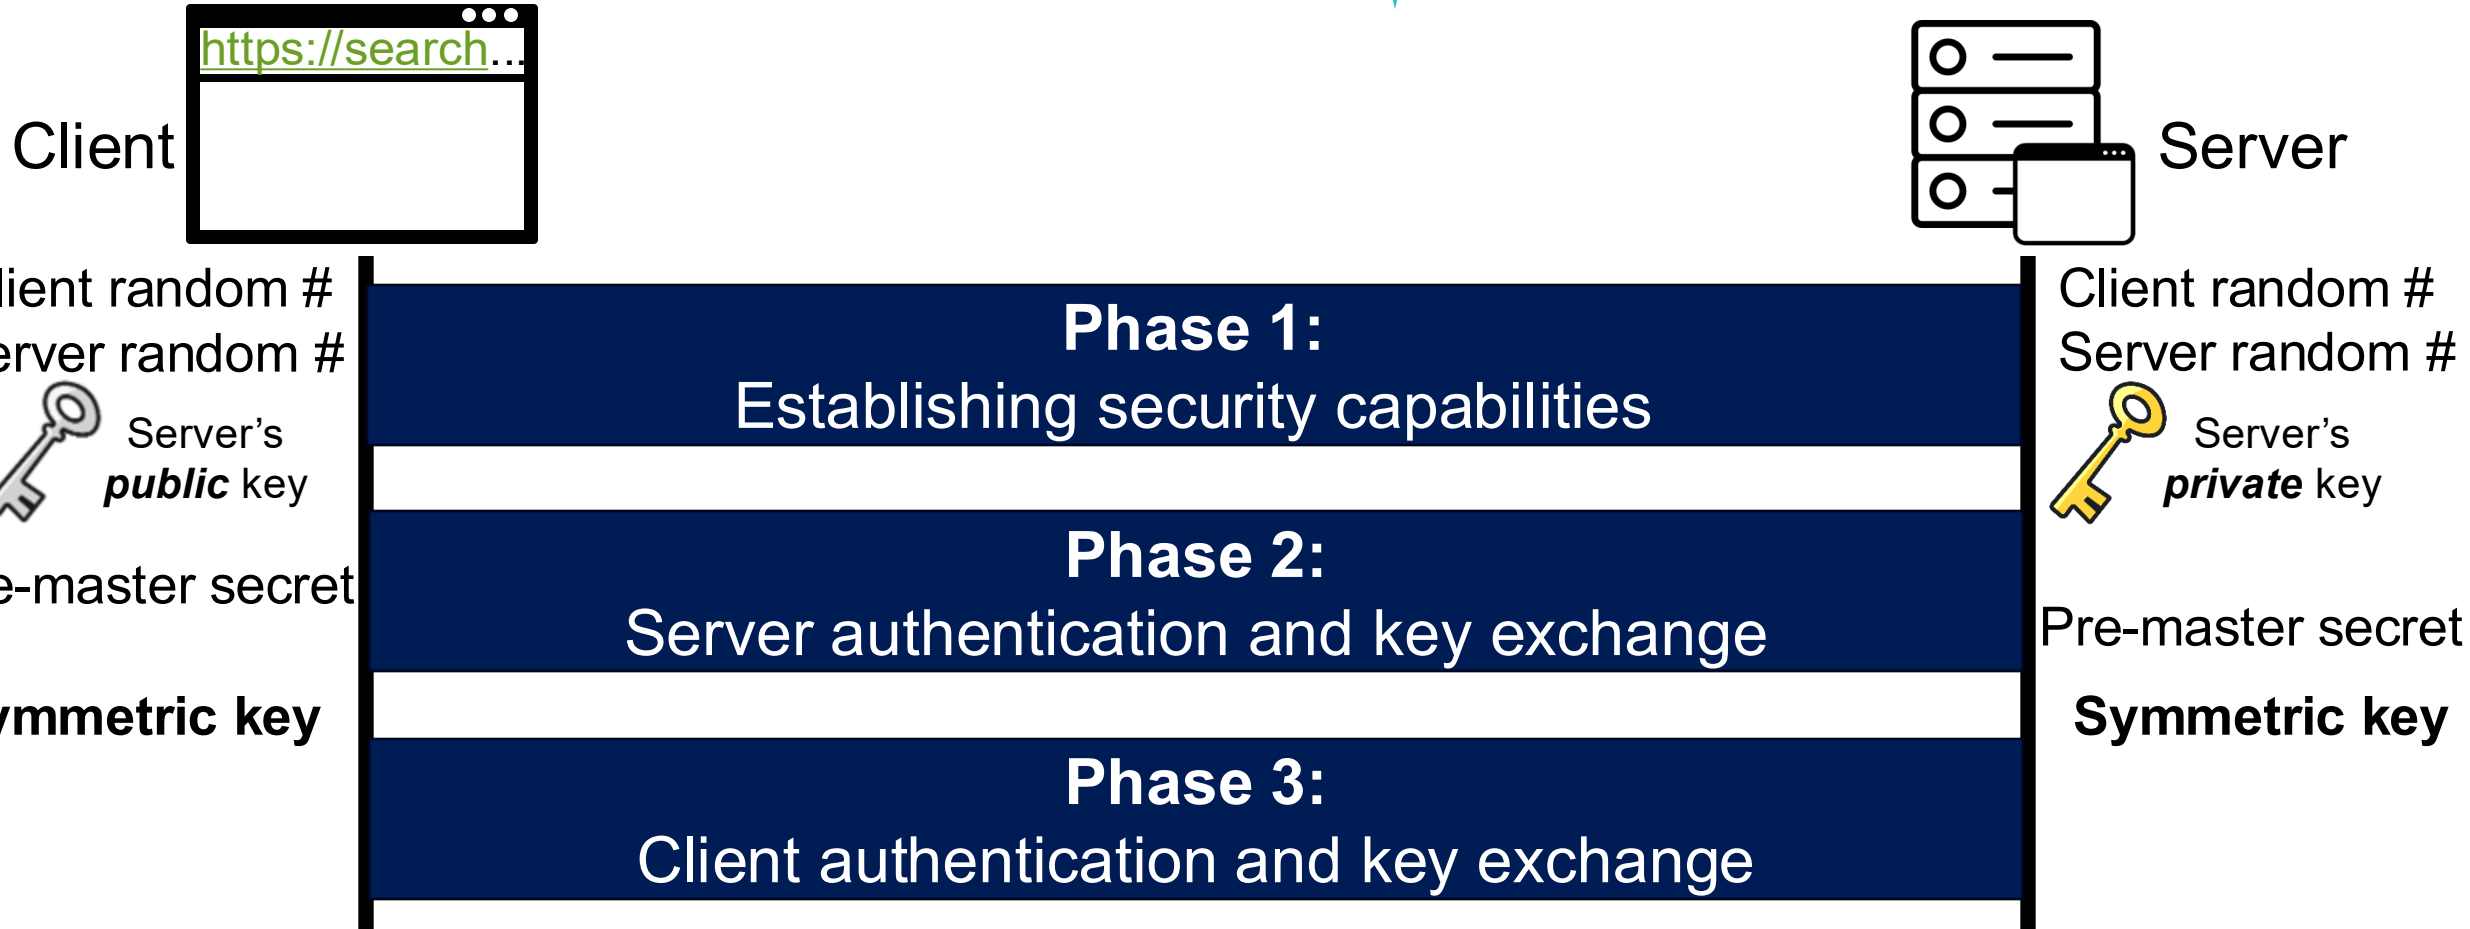 https://search...
Client
Server
lient random #
erver random #
Server's
public key
e-master secret
ymmetric key
Phase 1:
Establishing security capabilities
Phase 2:
Server authentication and key exchange
Phase 3:
Client authentication and key exchange
Client random #
Server random #
Server's
private key
Pre-master secret
Symmetric key